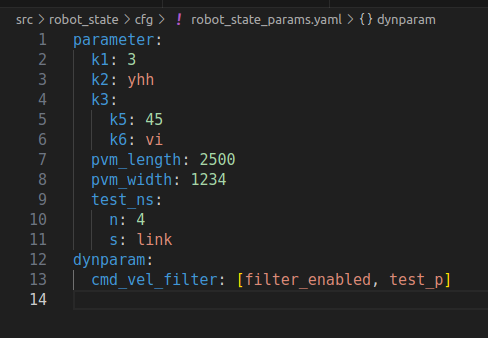 src > robot_state > cfg > ! robot_state_params.yaml > {} dynparam
1 parameter:
2   k1: 3
3   k2: yhh
4   k3:
5     k5: 45
6     k6: vi
7   pvm_length: 2500
8   pvm_width: 1234
9   test_ns:
10     n: 4
11     s: link
12 dynparam:
13   cmd_vel_filter: [filter_enabled, test_p]
14